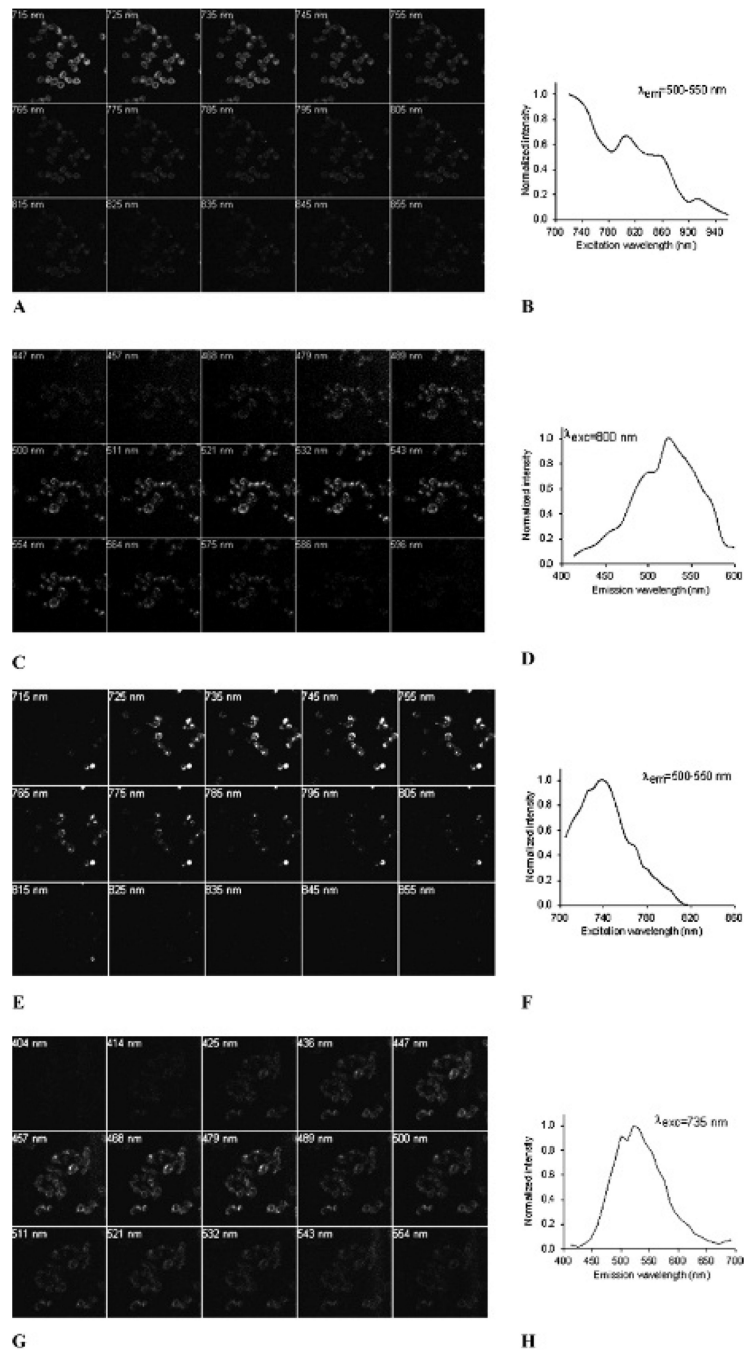 715 nm 725 nm 735 nm 745 nm 755 nm
765 nm 775 nm 785 nm 795 nm 805 nm
815 nm 825 nm 835 nm 845 nm 855 nm
A
λem=500-550 nm
Normalized intensity
1.0
0.8
0.6
0.4
0.2
0.0
700 740 780 820 860 900 940
Excitation wavelength (nm)
B
447 nm 457 nm 468 nm 479 nm 489 nm
500 nm 511 nm 521 nm 532 nm 543 nm
554 nm 564 nm 575 nm 586 nm 596 nm
C
λexc=800 nm
Normalized intensity
1.0
0.8
0.6
0.4
0.2
0.0
400 450 500 550 600
Emission wavelength (nm)
D
715 nm 725 nm 735 nm 745 nm 755 nm
765 nm 775 nm 785 nm 795 nm 805 nm
815 nm 825 nm 835 nm 845 nm 855 nm
E
λem=500-550 nm
Normalized intensity
1.0
0.8
0.6
0.4
0.2
0.0
700 740 780 820 860
Excitation wavelength (nm)
F
404 nm 414 nm 425 nm 436 nm 447 nm
457 nm 468 nm 479 nm 489 nm 500 nm
511 nm 521 nm 532 nm 543 nm 554 nm
G
λexc=735 nm
Normalized intensity
1.0
0.8
0.6
0.4
0.2
0.0
400 450 500 550 600 650 700
Emission wavelength (nm)
H